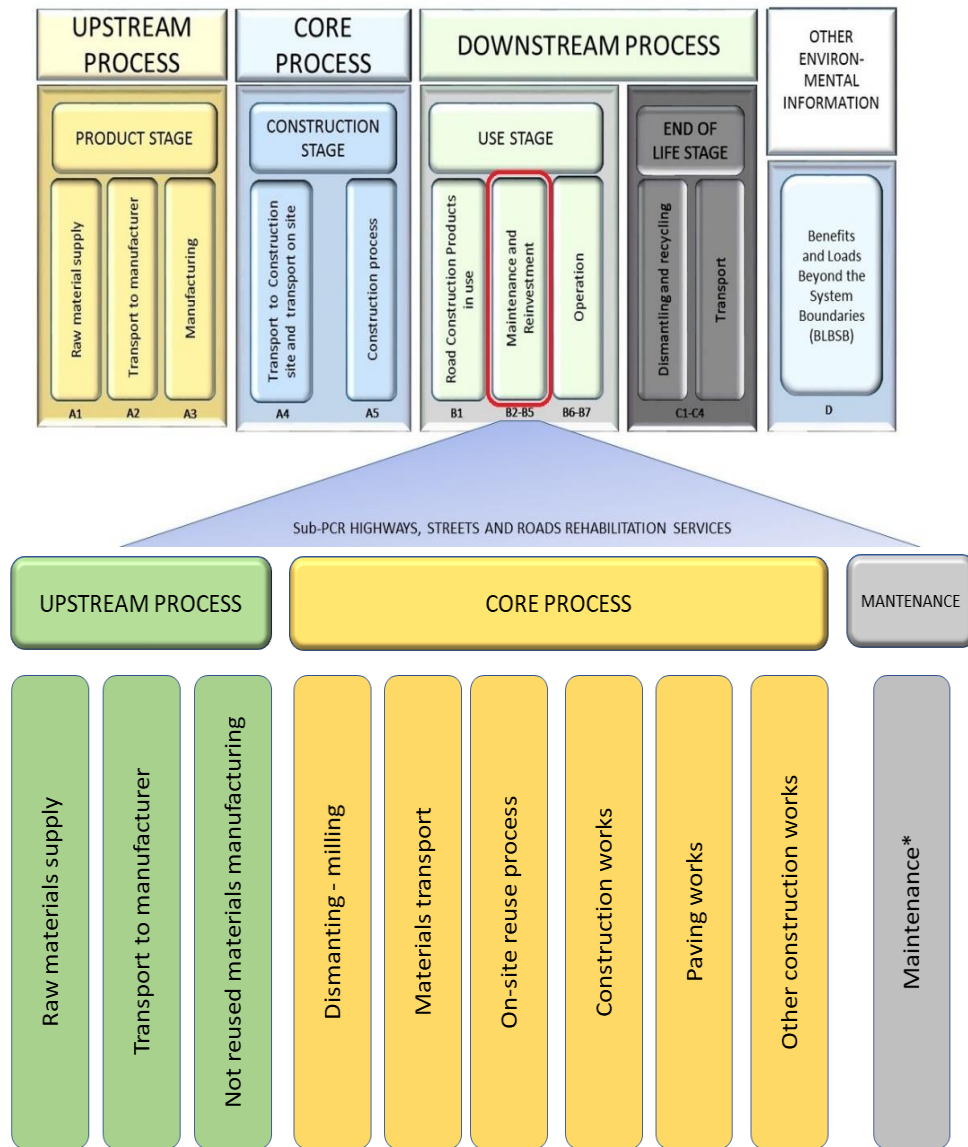 UPSTREAM
PROCESS
CORE
PROCESS
DOWNSTREAM PROCESS
OTHER
ENVIRON-
MENTAL
INFORMATION
PRODUCT STAGE
CONSTRUCTION
STAGE
USE STAGE
END OF
LIFE STAGE
Raw material supply
Transport to manufacturer
Manufacturing
Transport to Construction
site and transport on site
Construction process
Road Construction Products
in use
Maintenance and
Reinvestment
Operation
Dismantling and recycling
Transport
Benefits
and Loads
Beyond the
System
Boundaries
(BLBSB)
A1
A2
A3
A4
A5
B1
B2-B5
B6-B7
C1-C4
D
Sub-PCR HIGHWAYS, STREETS AND ROADS REHABILITATION SERVICES
UPSTREAM PROCESS
CORE PROCESS
MANTENANCE
Raw materials supply
Transport to manufacturer
Not reused materials manufacturing
Dismanting - milling
Materials transport
On-site reuse process
Construction works
Paving works
Other construction works
Maintenance*